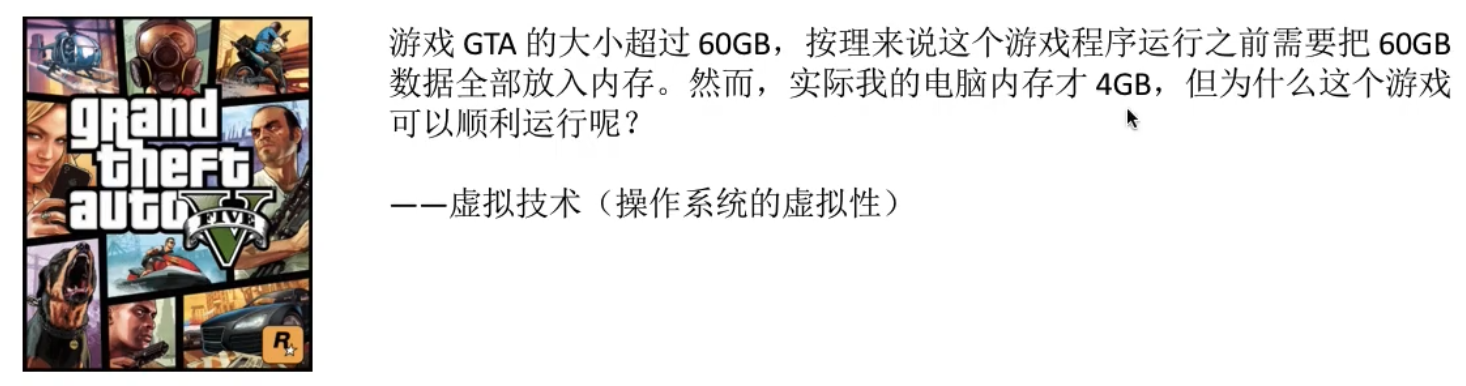 grand
theft
auto
FIVE
R
游戏 GTA 的大小超过 60GB，按理来说这个游戏程序运行之前需要把 60GB
数据全部放入内存。然而，实际我的电脑内存才 4GB，但为什么这个游戏
可以顺利运行呢？
——虚拟技术（操作系统的虚拟性）